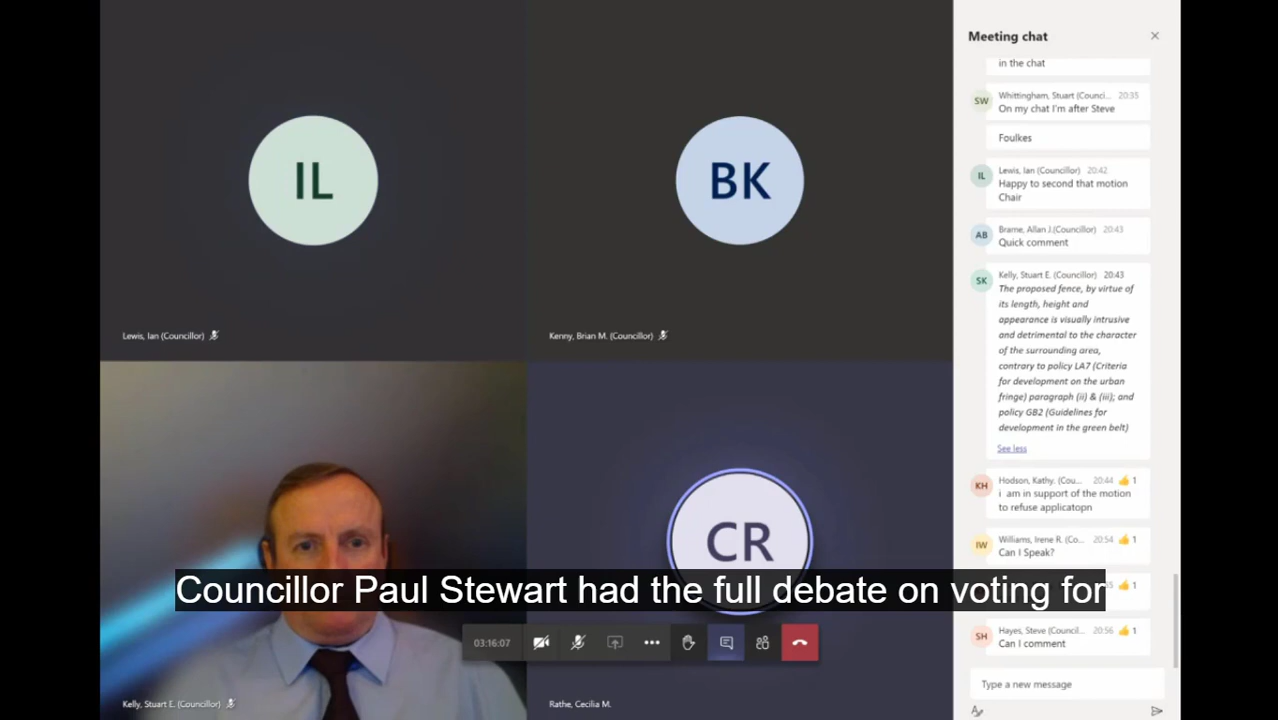 IL
BK
Lewis, Ian (Councillor)
Kenny, Brian M. (Councillor)
CR
Councillor Paul Stewart had the full debate on voting for
03:16:07
Kelly, Stuart E. (Councillor)
Rathe, Cecilia M.
Meeting chat
in the chat
SW
Whittingham, Stuart (Counci... 20:35
On my chat I'm after Steve
Foulkes
IL
Lewis, Ian (Councillor) 20:42
Happy to second that motion
Chair
AB
Brame, Allan J.(Councillor) 20:43
Quick comment
SK
Kelly, Stuart E. (Councillor) 20:43
The proposed fence, by virtue of
its length, height and
appearance is visually intrusive
and detrimental to the character
of the surrounding area,
contrary to policy LA7 (Criteria
for development on the urban
fringe) paragraph (ii) & (iii); and
policy GB2 (Guidelines for
development in the green belt)
See less
KH
Hodson, Kathy. (Cou... 20:44 1
i am in support of the motion
to refuse applicatopn
IW
Williams, Irene R. (Co... 20:54 1
Can I Speak?
1
SH
Hayes, Steve (Council... 20:56 1
Can I comment
Type a new message